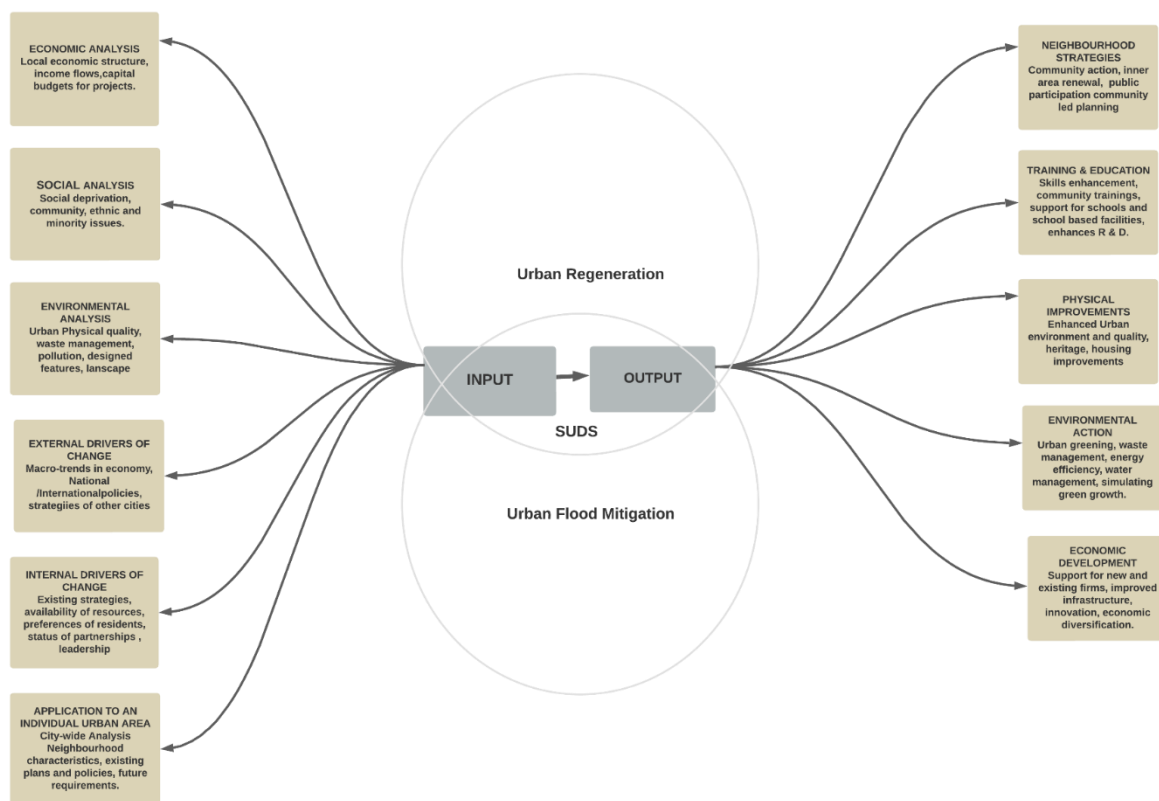 ECONOMIC ANALYSIS
Local economic structure,
income flows,capital
budgets for projects.
SOCIAL ANALYSIS
Social deprivation,
community, ethnic and
minority issues.
ENVIRONMENTAL
ANALYSIS
Urban Physical quality,
waste management,
pollution, designed
features, lanscape
EXTERNAL DRIVERS OF
CHANGE
Macro-trends in economy,
National
/Internationalpolicies,
strategiies of other cities
INTERNAL DRIVERS OF
CHANGE
Existing strategies,
availability of resources,
preferences of residents,
status of partnerships ,
leadership
APPLICATION TO AN
INDIVIDUAL URBAN AREA
City-wide Analysis
Neighbourhood
characteristics, existing
plans and policies, future
requirements.
Urban Regeneration
INPUT
OUTPUT
SUDS
Urban Flood Mitigation
NEIGHBOURHOOD
STRATEGIES
Community action, inner
area renewal, public
participation community
led planning
TRAINING & EDUCATION
Skills enhancement,
community trainings,
support for schools and
school based facilities,
enhances R & D.
PHYSICAL
IMPROVEMENTS
Enhanced Urban
environment and quality,
heritage, housing
improvements
ENVIRONMENTAL
ACTION
Urban greening, waste
management, energy
efficiency, water
management, simulating
green growth.
ECONOMIC
DEVELOPMENT
Support for new and
existing firms, improved
infrastructure,
innovation, economic
diversification.